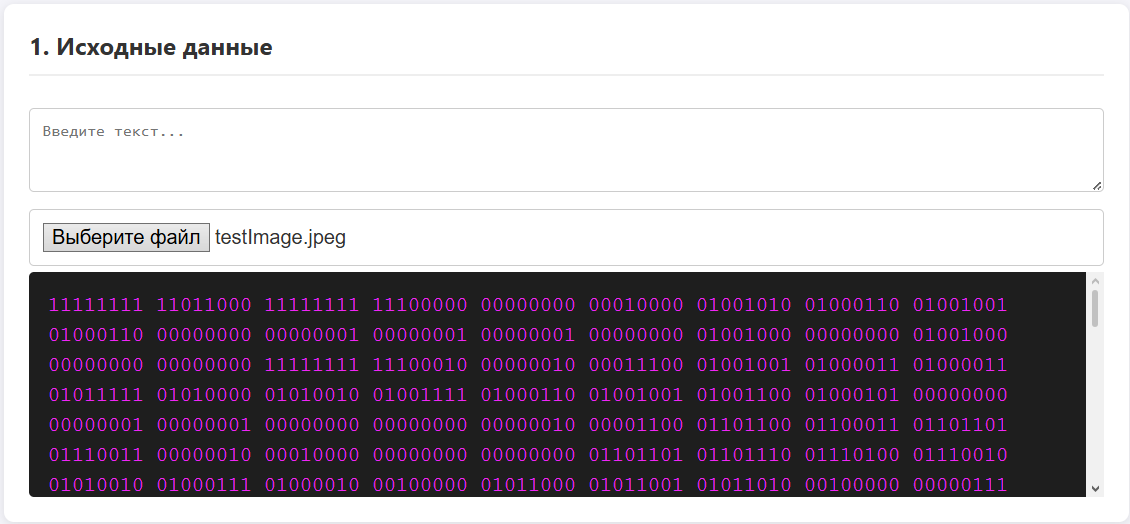 1. Исходные данные
Введите текст...
Выберите файл testImage.jpeg
11111111 11011000 11111111 11100000 00000000 00010000 01001010 01000110 01001001
01000110 00000000 00000001 00000001 00000001 00000000 01001000 00000000 01001000
00000000 00000000 11111111 11100010 00000010 00011100 01001001 01000011 01000011
01011111 01010000 01010010 01001111 01000110 01001001 01001100 01000101 00000000
00000001 00000001 00000000 00000000 00000010 00001100 01101100 01100011 01101101
01110011 00000010 00010000 00000000 00000000 01101101 01101110 01110100 01110010
01010010 01000111 01000010 00100000 01011000 01011001 01011010 00100000 00000111